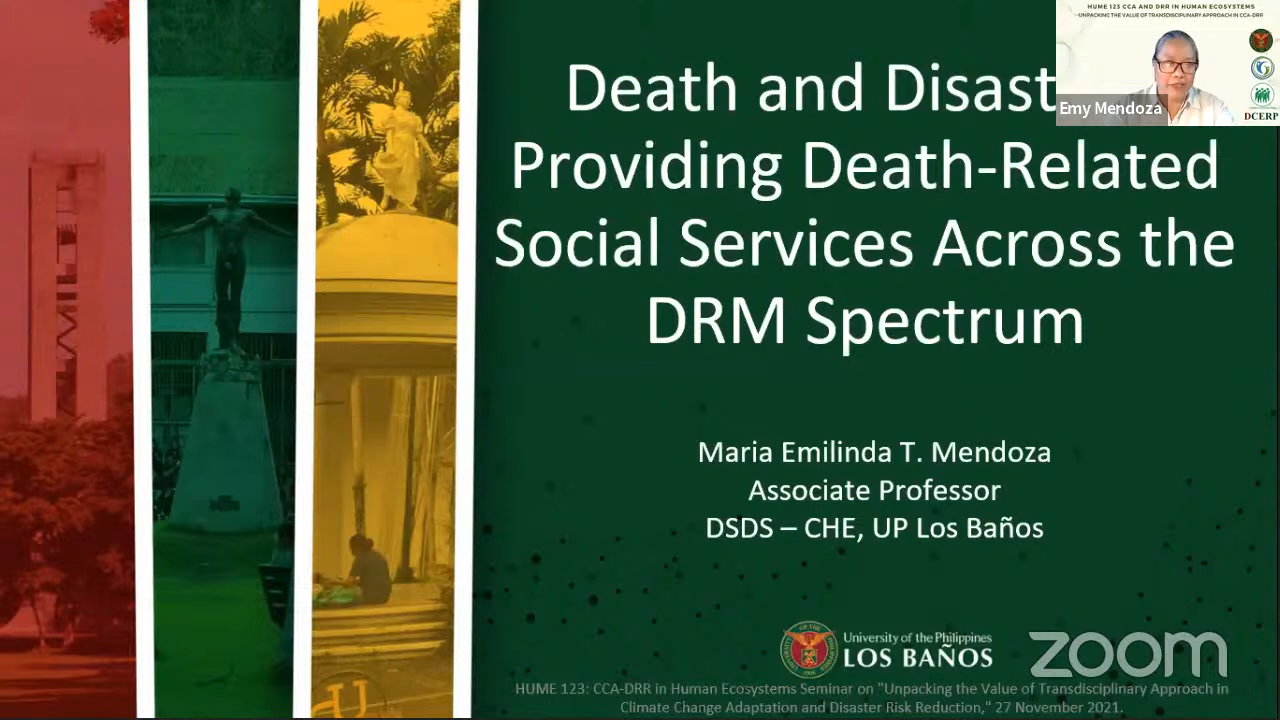 HUME 123 CCA AND DRR IN HUMAN ECOSYSTEMS
- UNPACKING THE VALUE OF TRANSDISCIPLINARY APPROACH IN CCA-DRR
Emy Mendoza
DCERP
Death and Disast
Providing Death-Related
Social Services Across the
DRM Spectrum
Maria Emilinda T. Mendoza
Associate Professor
DSDS – CHE, UP Los Baños
University of the Philippines
LOS BAÑOS
zoom
HUME 123: CCA-DRR in Human Ecosystems Seminar on "Unpacking the Value of Transdisciplinary Approach in
Climate Change Adaptation and Disaster Risk Reduction," 27 November 2021.